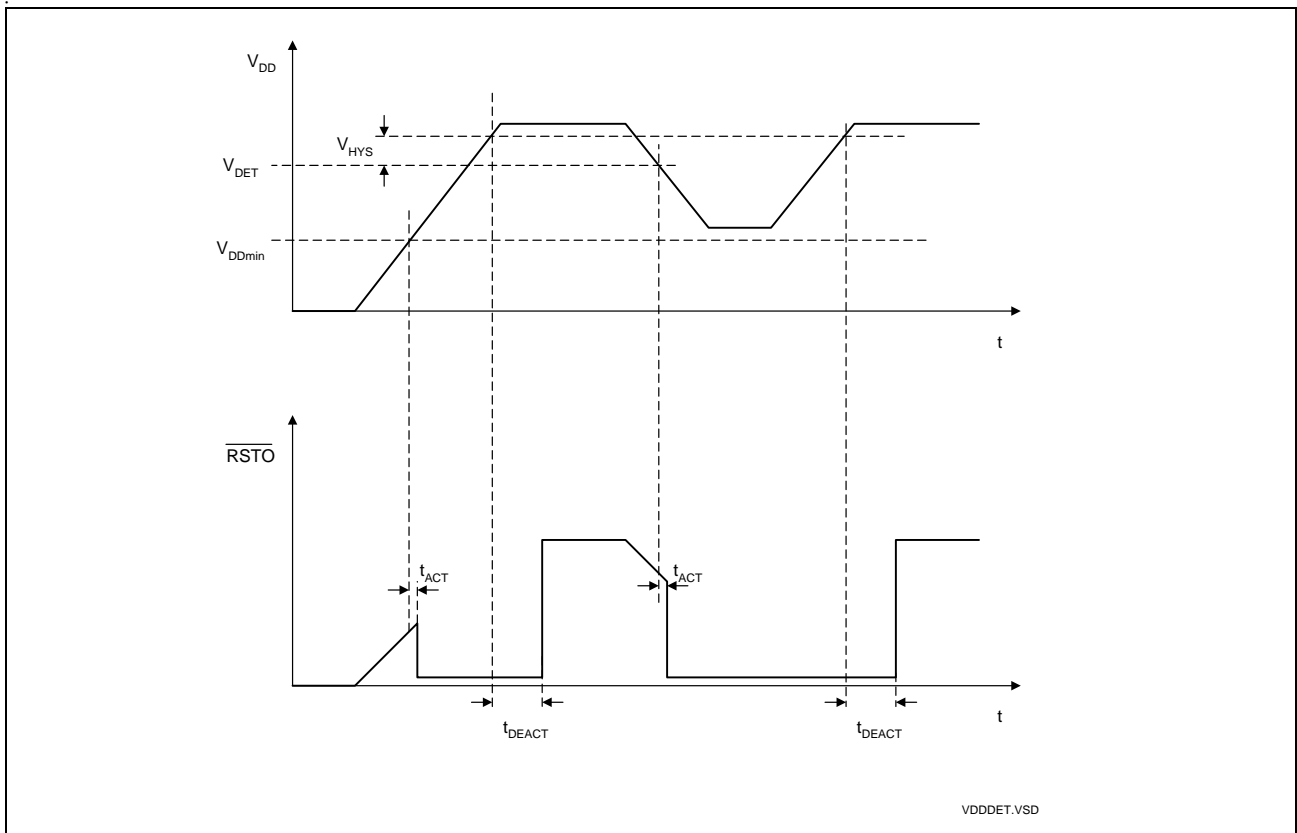 .
V_DD
V_HYS
V_DET
V_DDmin
t
RSTO
t_ACT
t_ACT
t
t_DEACT
t_DEACT
VDDDET.VSD